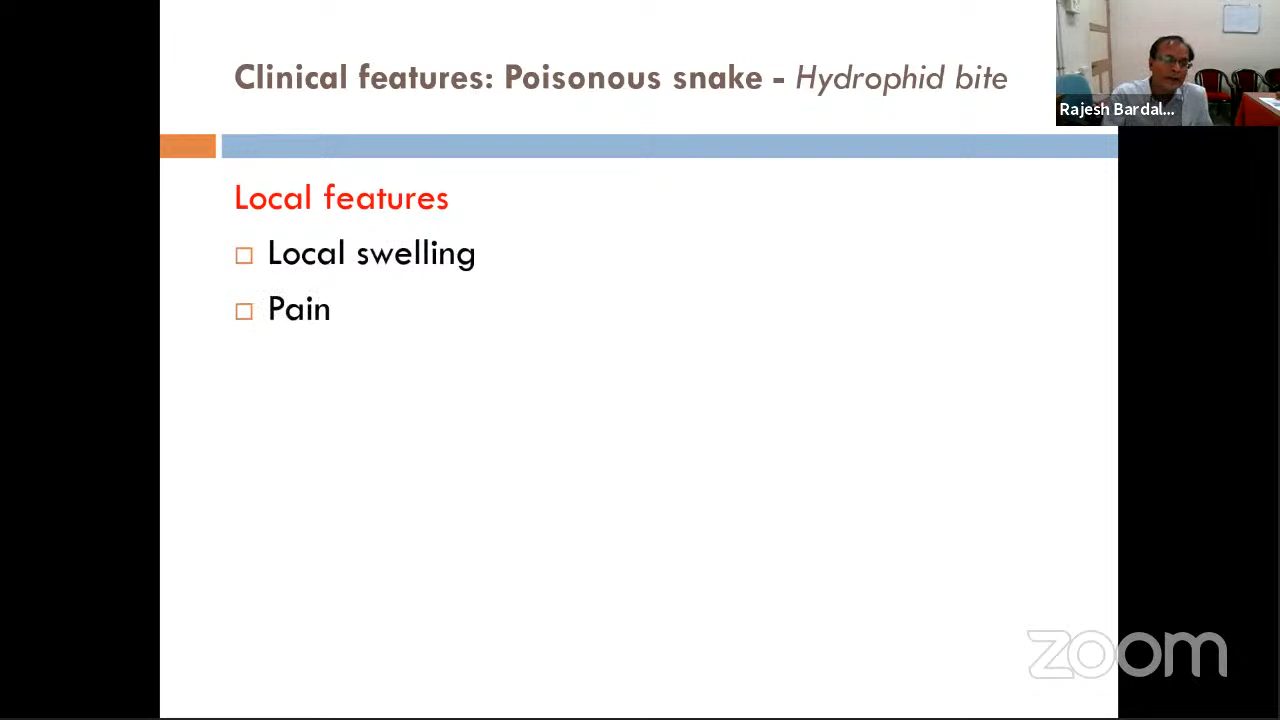 Clinical features: Poisonous snake - Hydrophid bite
Rajesh Bardal...
Local features
Local swelling
Pain
zoom